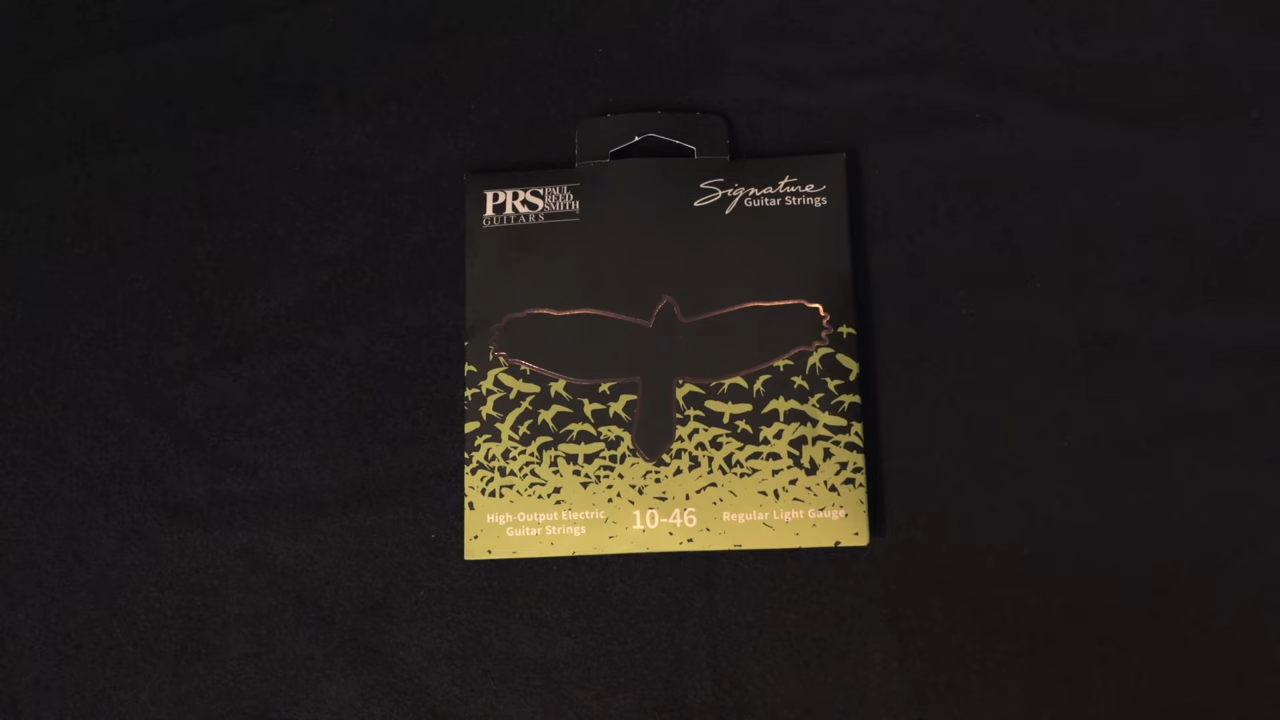 PRS PAUL REED SMITH
GUITARS
Signature
Guitar Strings
High-Output Electric
Guitar Strings
10-46
Regular Light Gauge